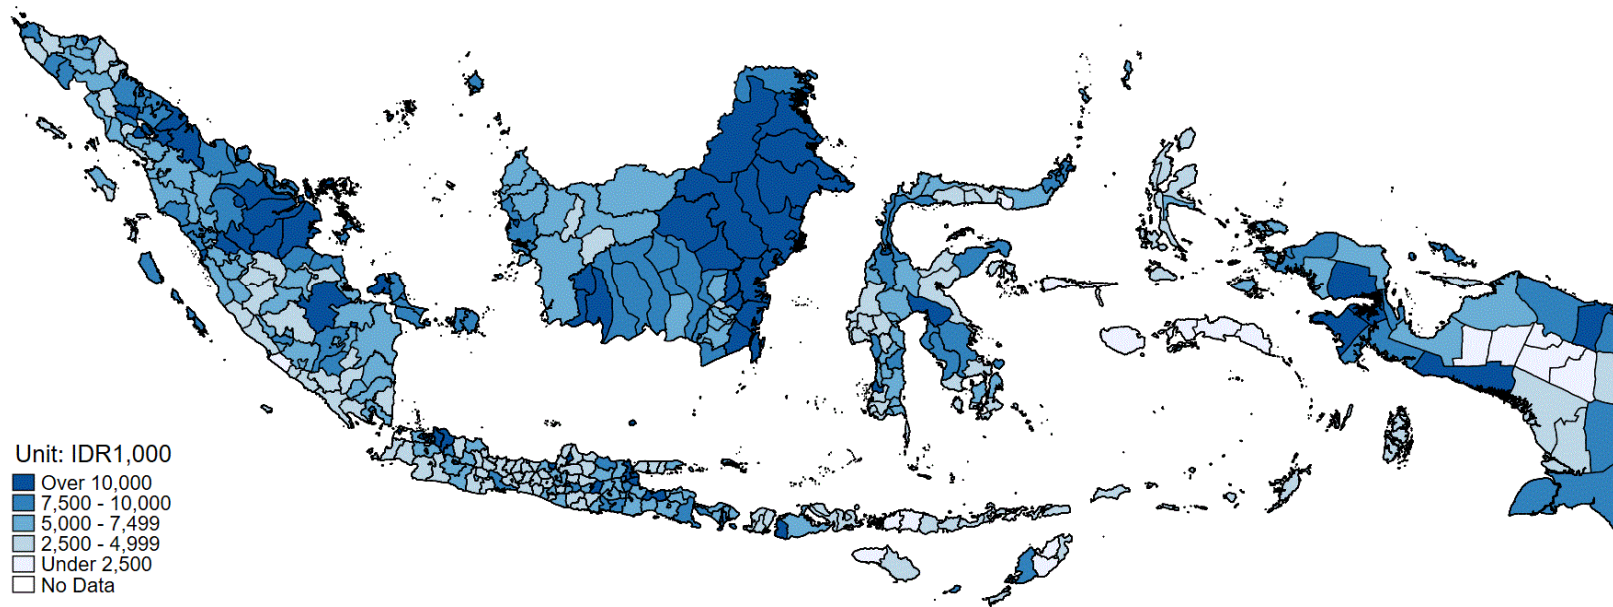 Unit: IDR1,000
Over 10,000
7,500 - 10,000
5,000 - 7,499
2,500 - 4,999
Under 2,500
No Data